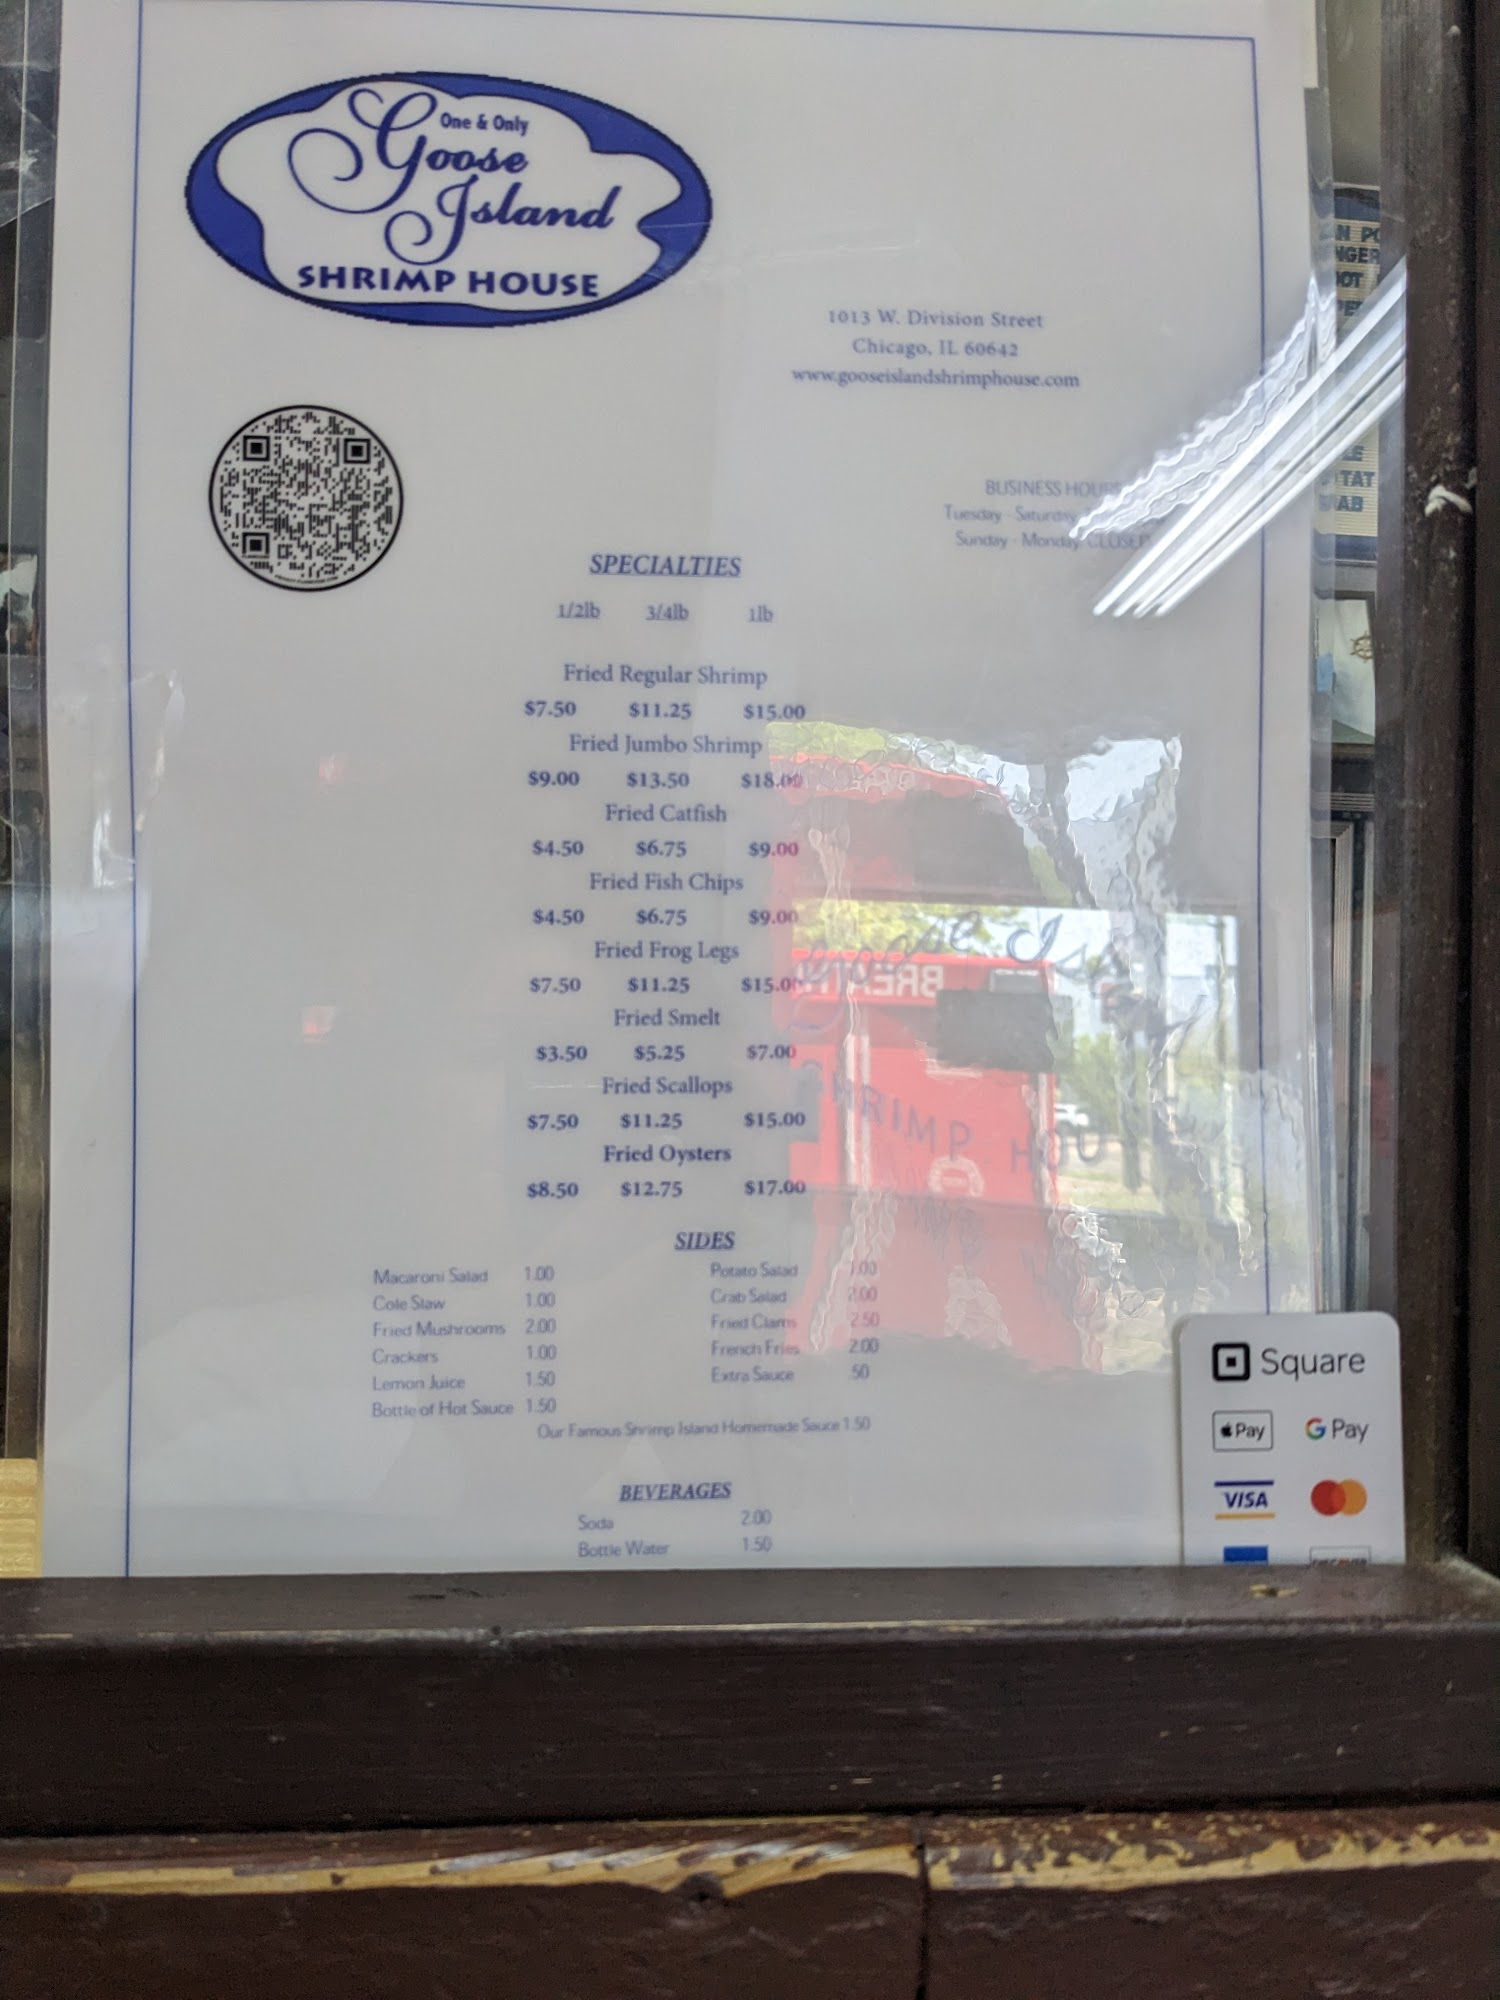 One & Only
Goose
Island
SHRIMP HOUSE
1013 W. Division Street
Chicago, IL 60642
www.gooseislandshrimphouse.com
BUSINESS
Tuesday - Saturday
Sunday - Monday CLOSED
SPECIALTIES
1/2lb 3/4lb 1lb
Fried Regular Shrimp
$7.50 $11.25 $15.00
Fried Jumbo Shrimp
$9.00 $13.50 $18.00
Fried Catfish
$4.50 $6.75 $9.00
Fried Fish Chips
$4.50 $6.75 $9.00
Fried Frog Legs
$7.50 $11.25 $15.00
Fried Smelt
$3.50 $5.25 $7.00
Fried Scallops
$7.50 $11.25 $15.00
Fried Oysters
$8.50 $12.75 $17.00
SIDES
Macaroni Salad 1.00 Potato Salad 1.00
Cole Slaw 1.00 Crab Salad 2.00
Fried Mushrooms 2.00 Fried Clams 2.50
Crackers 1.00 French Fries 2.00
Lemon Juice 1.50 Extra Sauce .50
Bottle of Hot Sauce 1.50
Our Famous Shrimp Island Homemade Sauce 1.50
BEVERAGES
Soda 2.00
Bottle Water 1.50
Square
Pay G Pay
VISA
DISCOVER
SHRIMP HOUSE